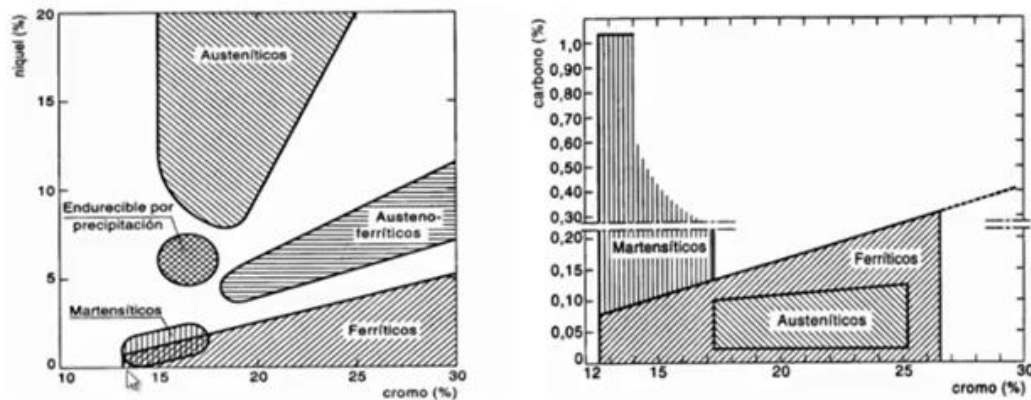 20
15
10
5
0
níquel (%)
Austeníticos
Endurecible por
precipitación
Austeno-
ferríticos
Martensíticos
Ferríticos
10
15
20
25
30
cromo (%)
carbono (%)
1,0
0,90
0,80
0,70
0,60
0,50
0,40
0,30
0,20
0,15
0,10
0,05
0
Martensíticos
Ferríticos
Austeníticos
12
15
20
25
30
cromo (%)